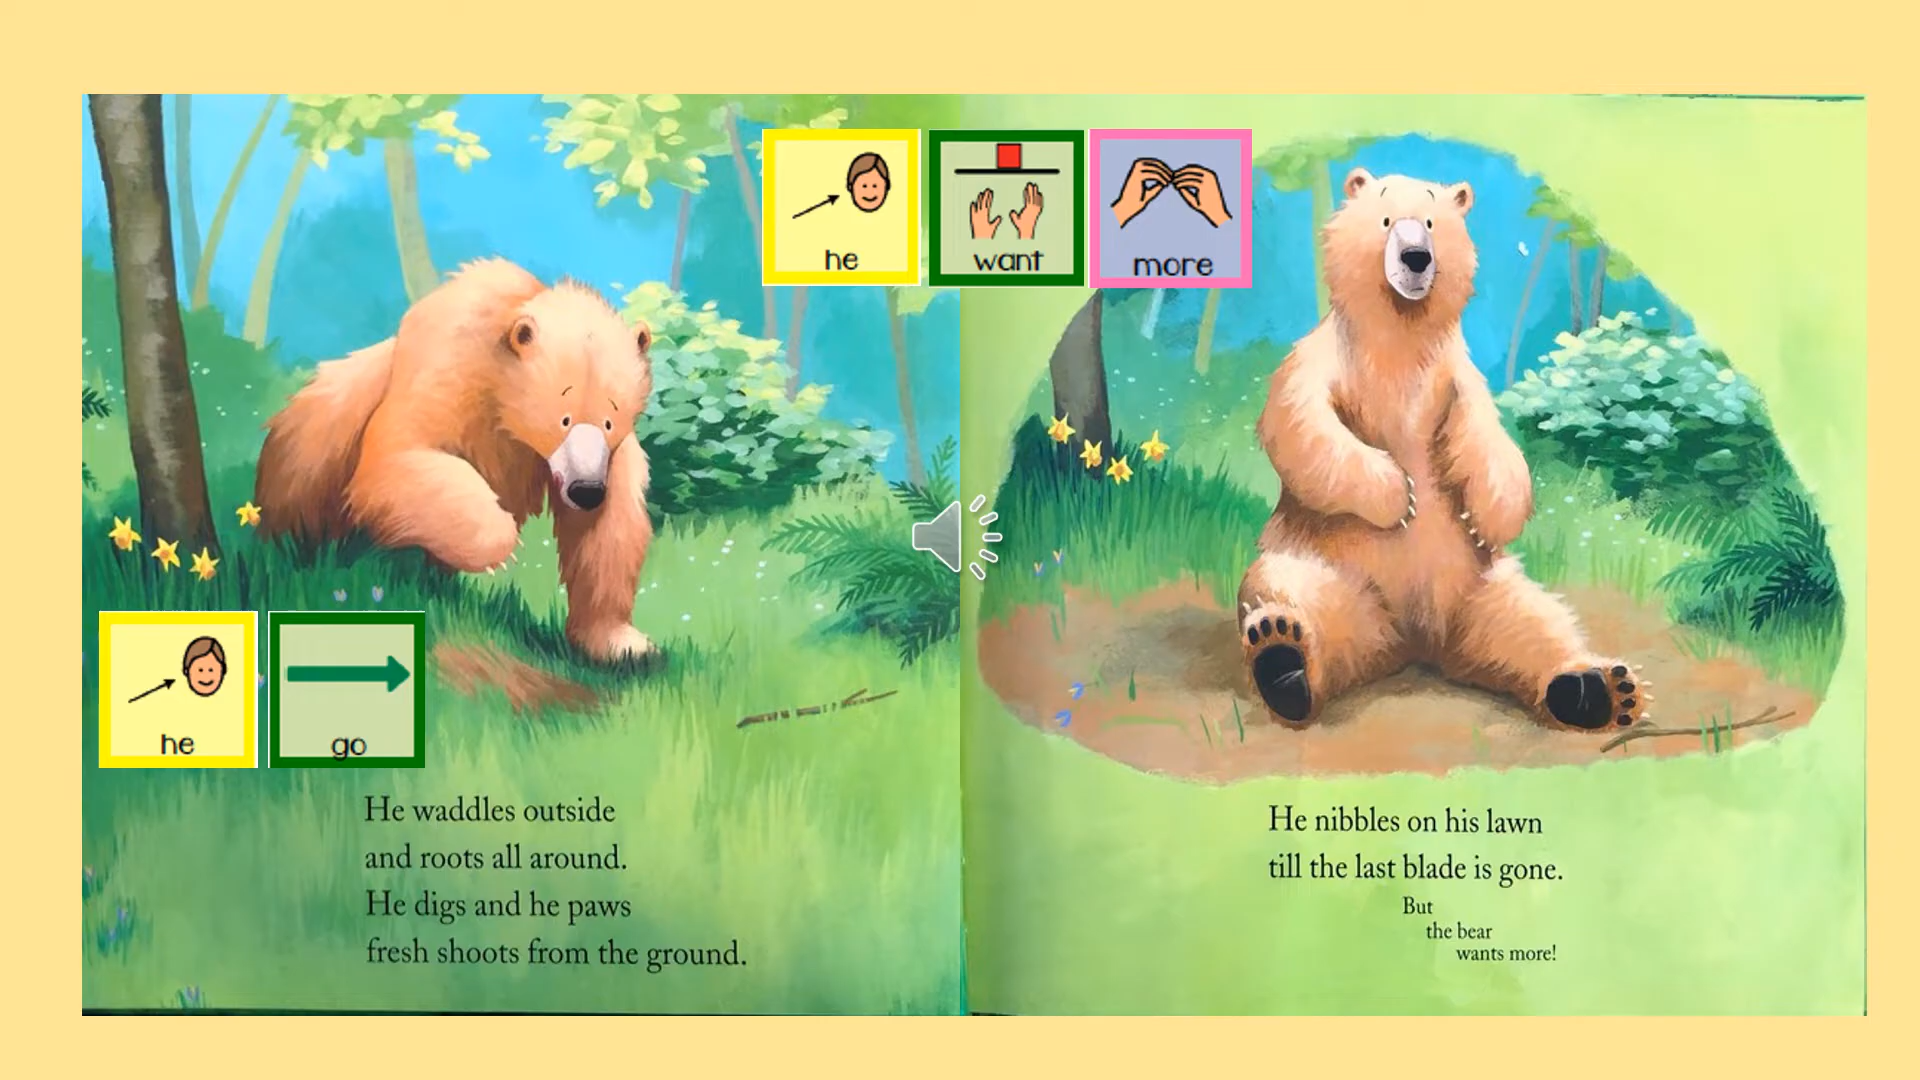 he want more
he go
He waddles outside
and roots all around.
He digs and he paws
fresh shoots from the ground.
He nibbles on his lawn
till the last blade is gone.
But
the bear
wants more!